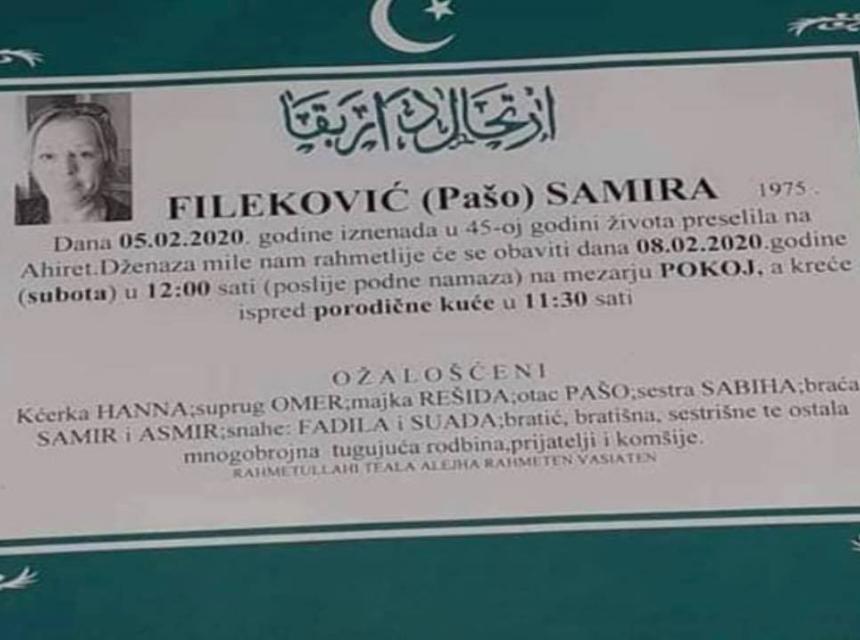 ارتحال دار بقا
FILEKOVIĆ (Pašo) SAMIRA 1975 .
Dana 05.02.2020. godine iznenada u 45-oj godini života preselila na
Ahiret.Dženaza mile nam rahmetlije će se obaviti dana 08.02.2020.godine
(subota) u 12:00 sati (poslije podne namaza) na mezarju POKOJ, a kreće
ispred porodične kuće u 11:30 sati
OŽALOŠĆENI
Kćerka HANNA;suprug OMER;majka REŠIDA;otac PAŠO;sestra SABIHA;braća
SAMIR i ASMIR;snahe: FADILA i SUADA;bratić, bratišna, sestrišne te ostala
mnogobrojna tugujuća rodbina,prijatelji i komšije.
RAHMETULLAHI TEALA ALEJHA RAHMETEN VASIATEN